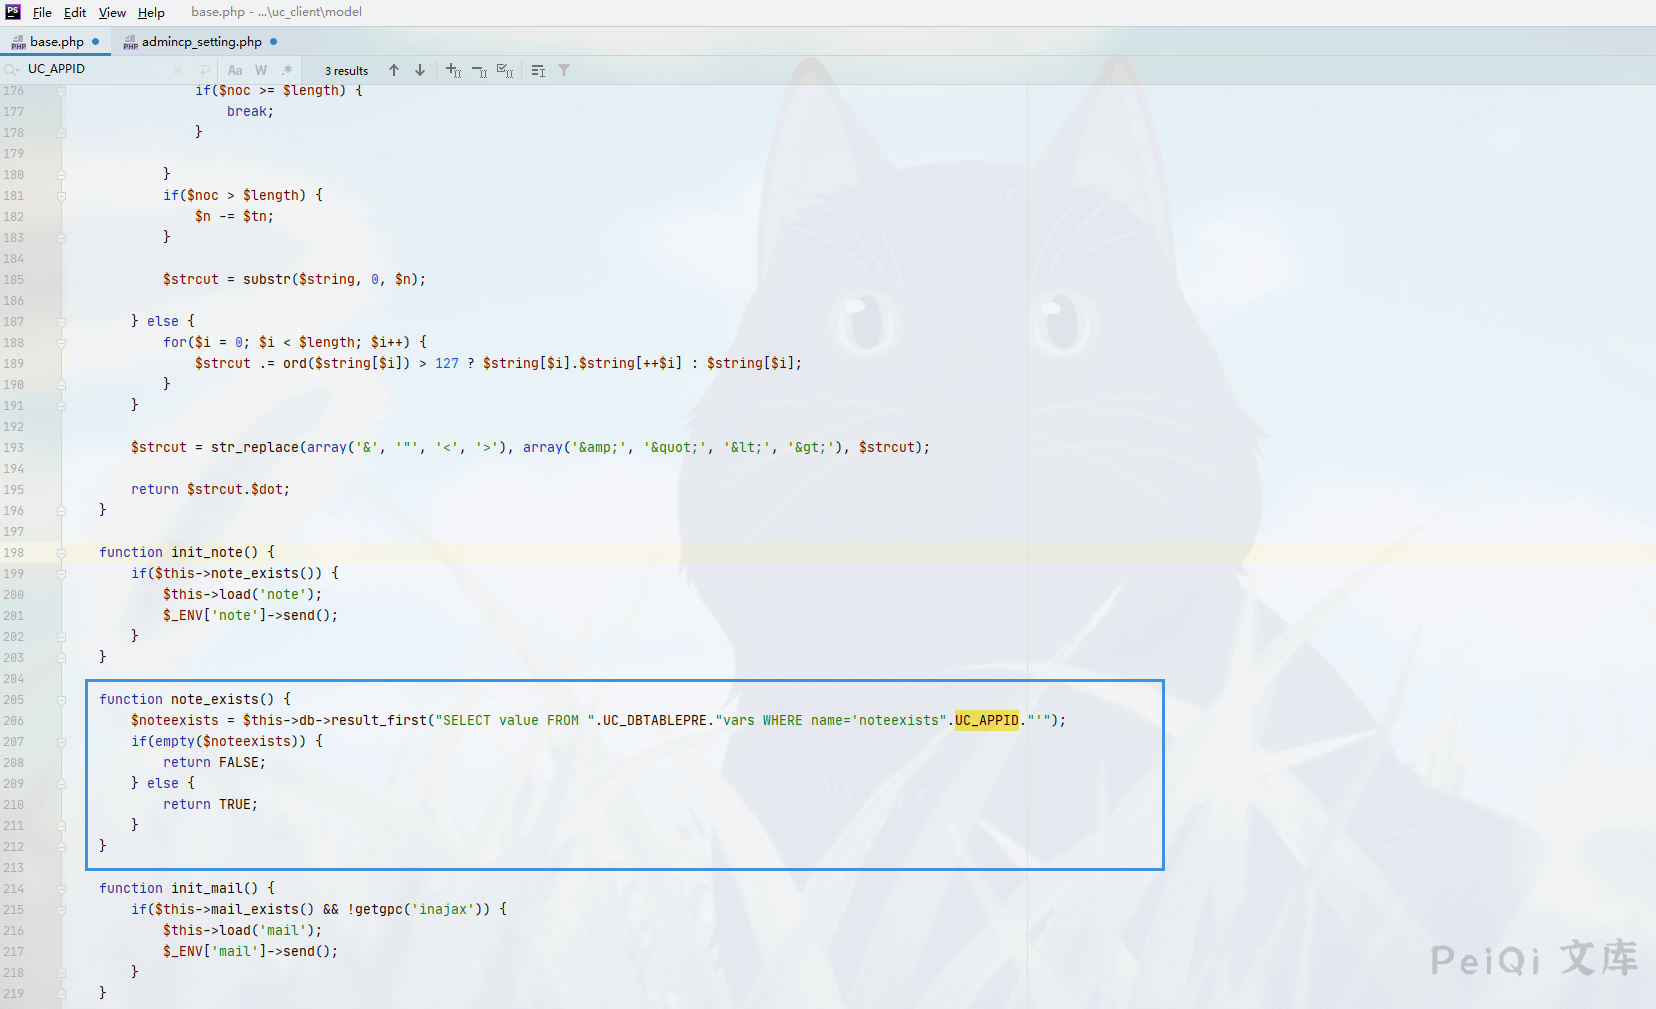 PS File Edit View Help base.php - ...\uc_client\model
PHP base.php PHP admincp_setting.php
UC_APPID Aa W .* 3 results
176 if($noc >= $length) {
177 break;
178 }
179
180 }
181 if($noc > $length) {
182 $n -= $tn;
183 }
184
185 $strcut = substr($string, 0, $n);
186
187 } else {
188 for($i = 0; $i < $length; $i++) {
189 $strcut .= ord($string[$i]) > 127 ? $string[$i].$string[++$i] : $string[$i];
190 }
191 }
192
193 $strcut = str_replace(array('&', '"', '<', '>'), array('&amp;', '&quot;', '&lt;', '&gt;'), $strcut);
194
195 return $strcut.$dot;
196 }
197
198 function init_note() {
199 if($this->note_exists()) {
200 $this->load('note');
201 $_ENV['note']->send();
202 }
203 }
204
205 function note_exists() {
206 $noteexists = $this->db->result_first("SELECT value FROM ".UC_DBTABLEPRE."vars WHERE name='noteexists".UC_APPID."'");
207 if(empty($noteexists)) {
208 return FALSE;
209 } else {
210 return TRUE;
211 }
212 }
213
214 function init_mail() {
215 if($this->mail_exists() && !getgpc('inajax')) {
216 $this->load('mail');
217 $_ENV['mail']->send();
218 }
219 }
PeiQi 文库